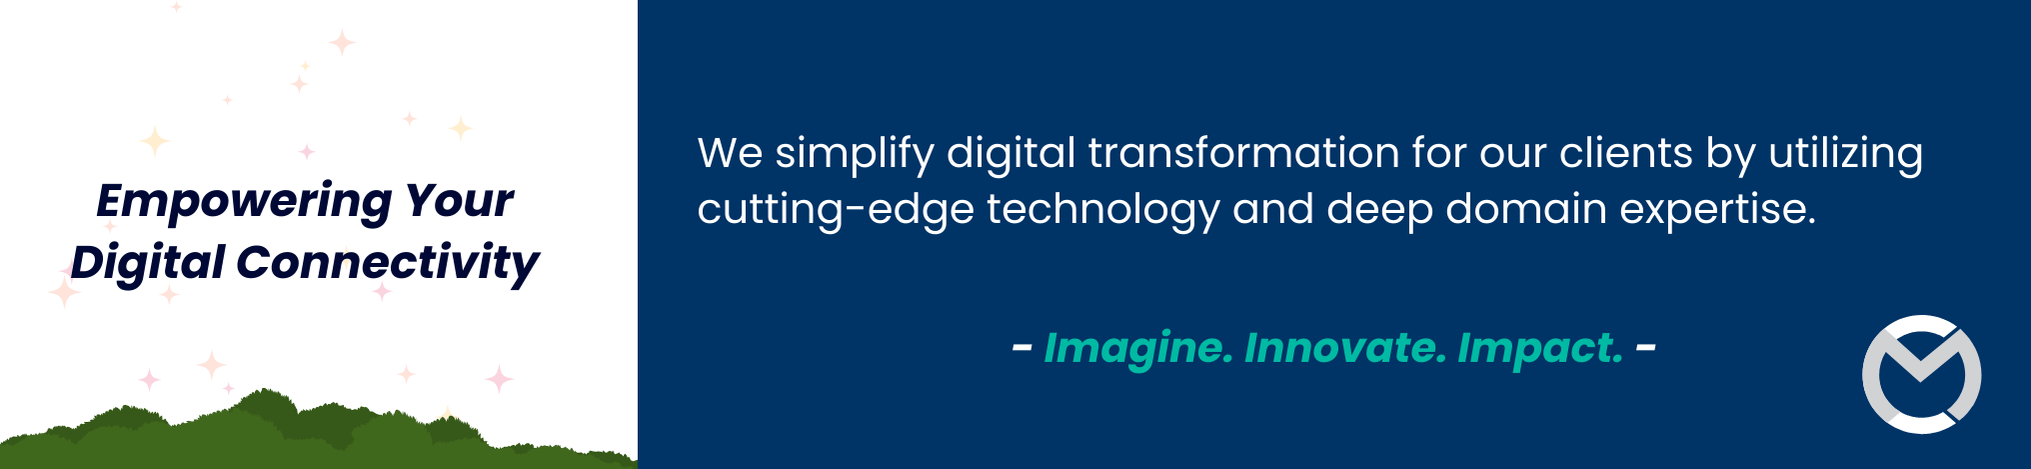 Empowering Your
Digital Connectivity
We simplify digital transformation for our clients by utilizing
cutting-edge technology and deep domain expertise.
- Imagine. Innovate. Impact. -